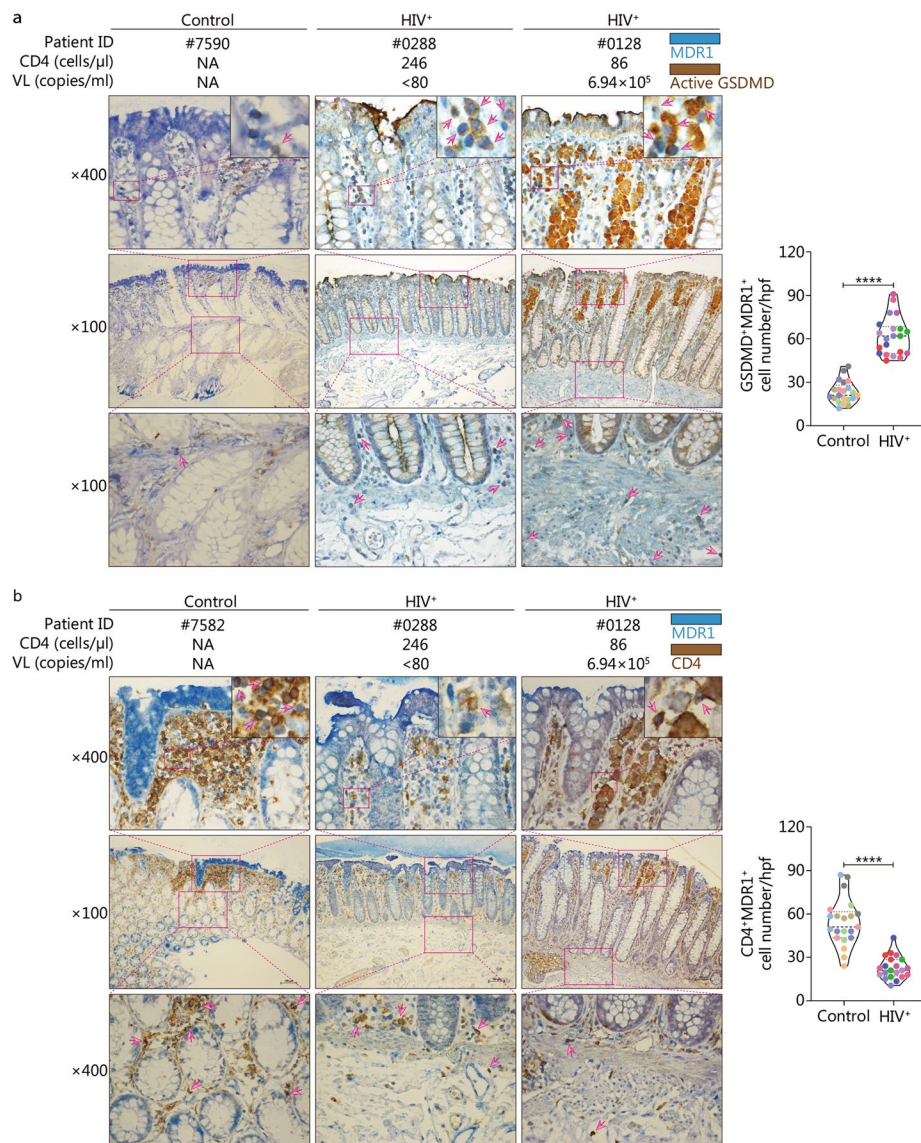 a
Control HIV⁺ HIV⁺
Patient ID #7590 #0288 #0128
MDR1
CD4 (cells/μl) NA 246 86
VL (copies/ml) NA <80 6.94×10⁵ Active GSDMD
×400
×100
×100
120
90
60
30
0
GSDMD⁺MDR1⁺
cell number/hpf
****
Control HIV⁺
b
Control HIV⁺ HIV⁺
Patient ID #7582 #0288 #0128
MDR1
CD4 (cells/μl) NA 246 86
VL (copies/ml) NA <80 6.94×10⁵ CD4
×400
×100
×400
120
90
60
30
0
CD4⁺MDR1⁺
cell number/hpf
****
Control HIV⁺